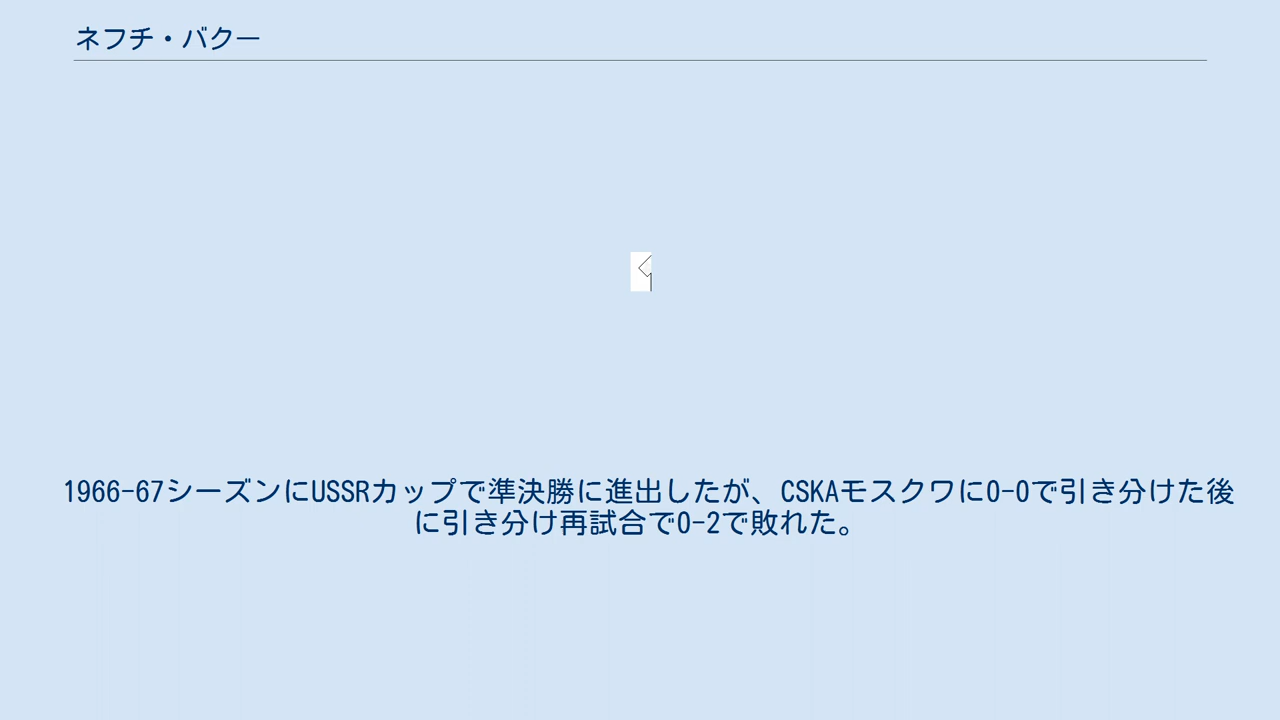 ネフチ・バクー
1966-67シーズンにUSSRカップで準決勝に進出したが、CSKAモスクワに0-0で引き分けた後
に引き分け再試合で0-2で敗れた。